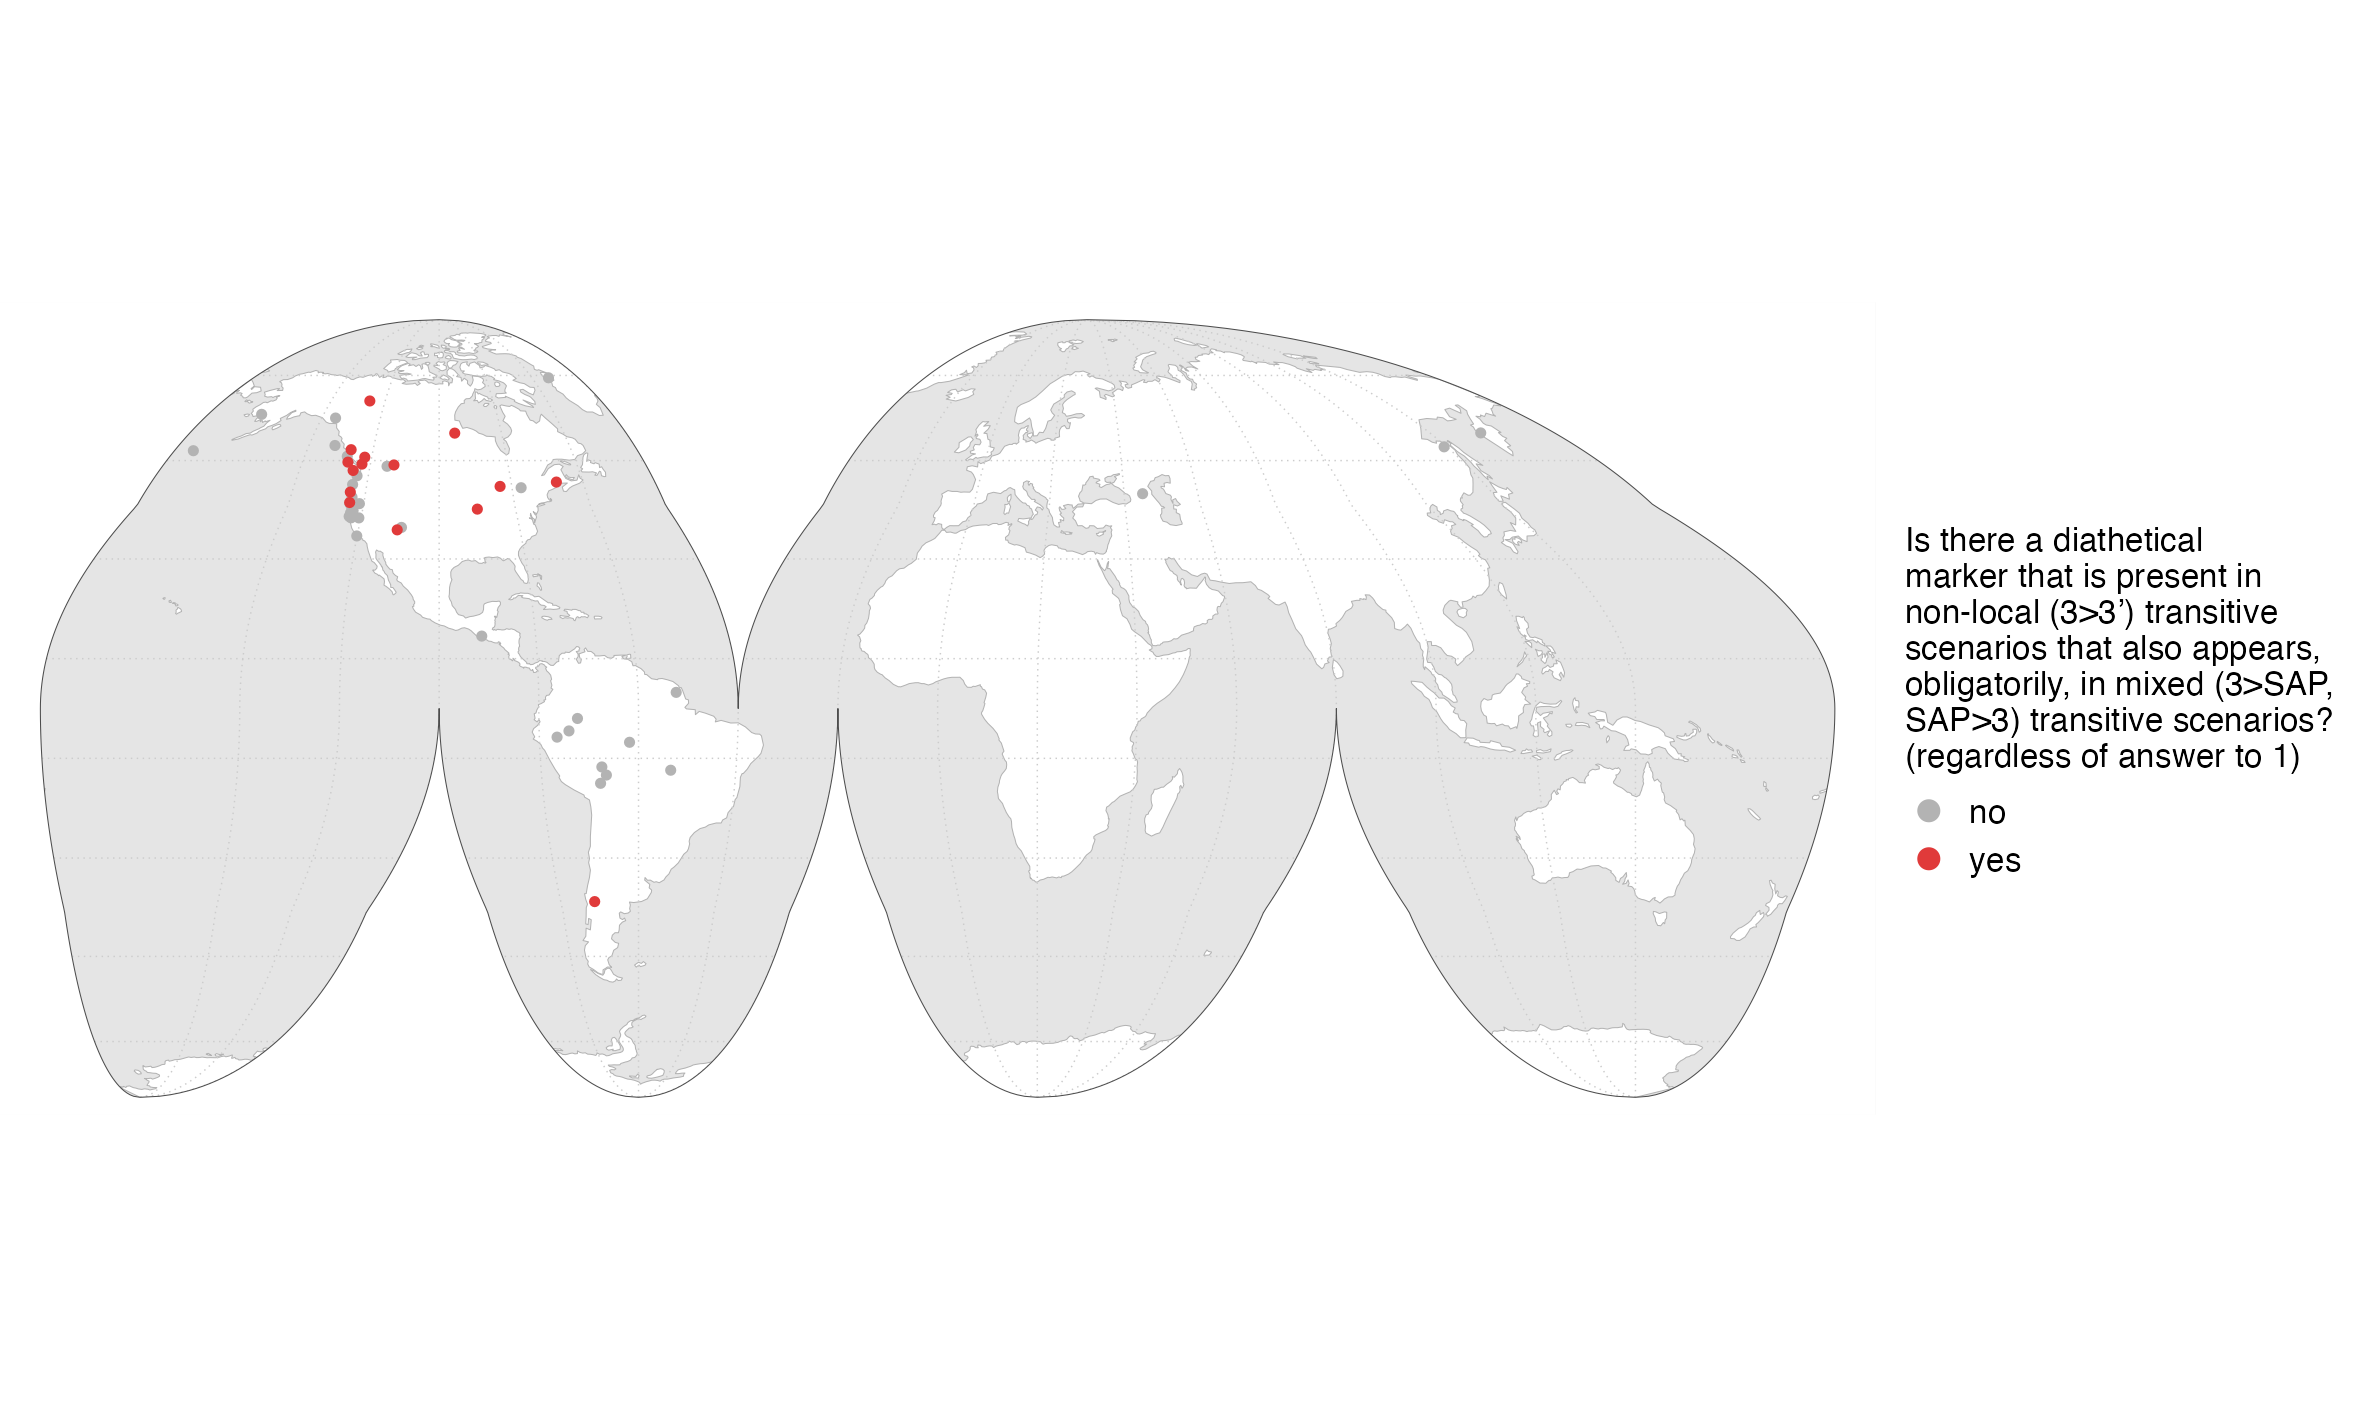 Is there a diathetical
marker that is present in
non-local (3>3’) transitive
scenarios that also appears,
obligatorily, in mixed (3>SAP,
SAP>3) transitive scenarios?
(regardless of answer to 1)
no
yes